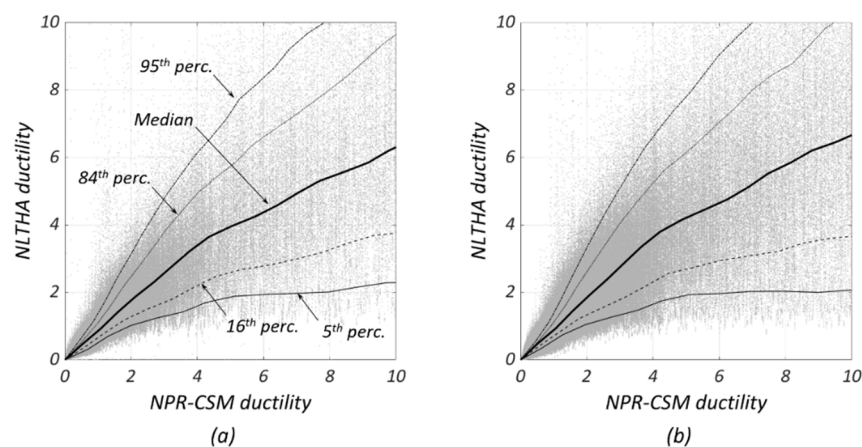 10
8
6
4
2
0
NLTHA ductility
95th perc.
Median
84th perc.
16th perc.
5th perc.
0 2 4 6 8 10
NPR-CSM ductility
(a)
10
8
6
4
2
0
NLTHA ductility
0 2 4 6 8 10
NPR-CSM ductility
(b)